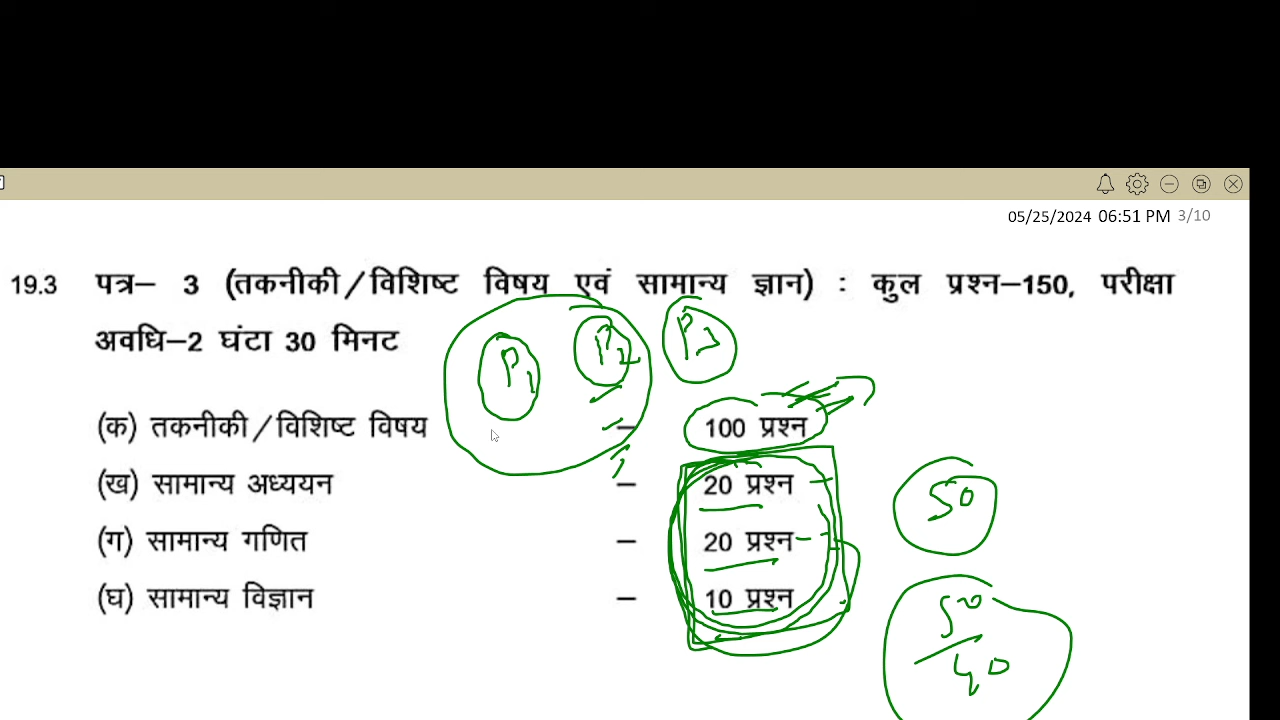 05/25/2024 06:51 PM 3/10
19.3 पत्र– 3 (तकनीकी/विशिष्ट विषय एवं सामान्य ज्ञान) : कुल प्रश्न–150, परीक्षा
अवधि–2 घंटा 30 मिनट
P1 P2 P3
(क) तकनीकी/विशिष्ट विषय – 100 प्रश्न
(ख) सामान्य अध्ययन – 20 प्रश्न
50
(ग) सामान्य गणित – 20 प्रश्न
(घ) सामान्य विज्ञान – 10 प्रश्न
50
40